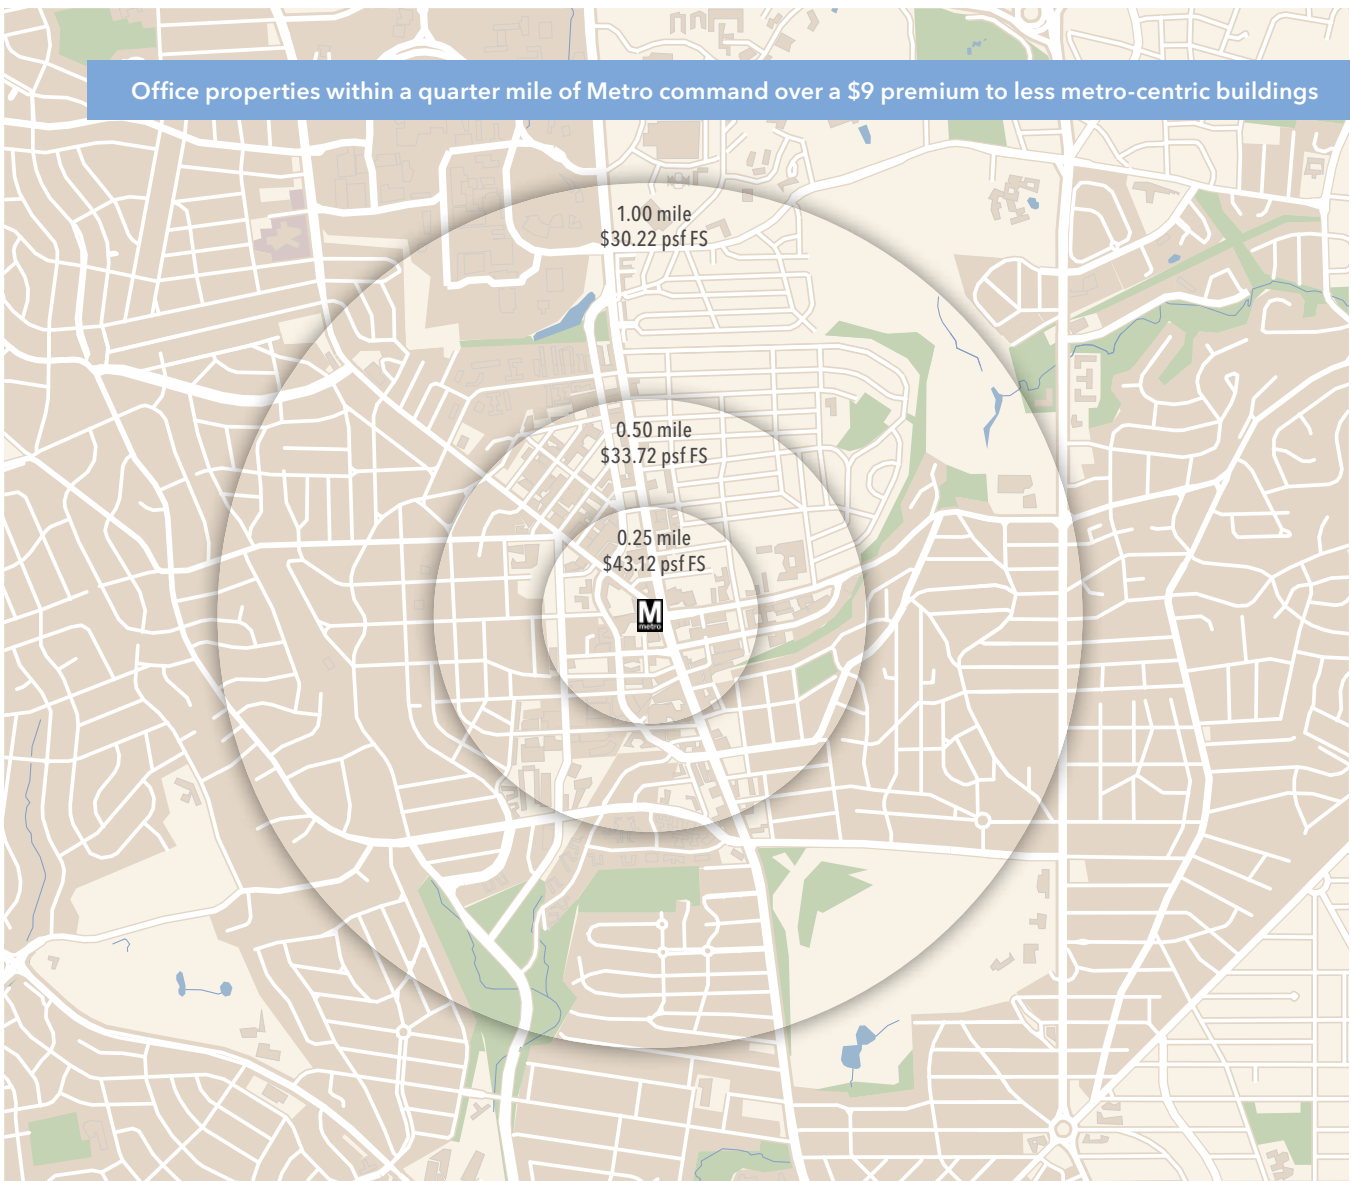 Office properties within a quarter mile of Metro command over a $9 premium to less metro-centric buildings
1.00 mile
$30.22 psf FS
0.50 mile
$33.72 psf FS
0.25 mile
$43.12 psf FS
M
metro